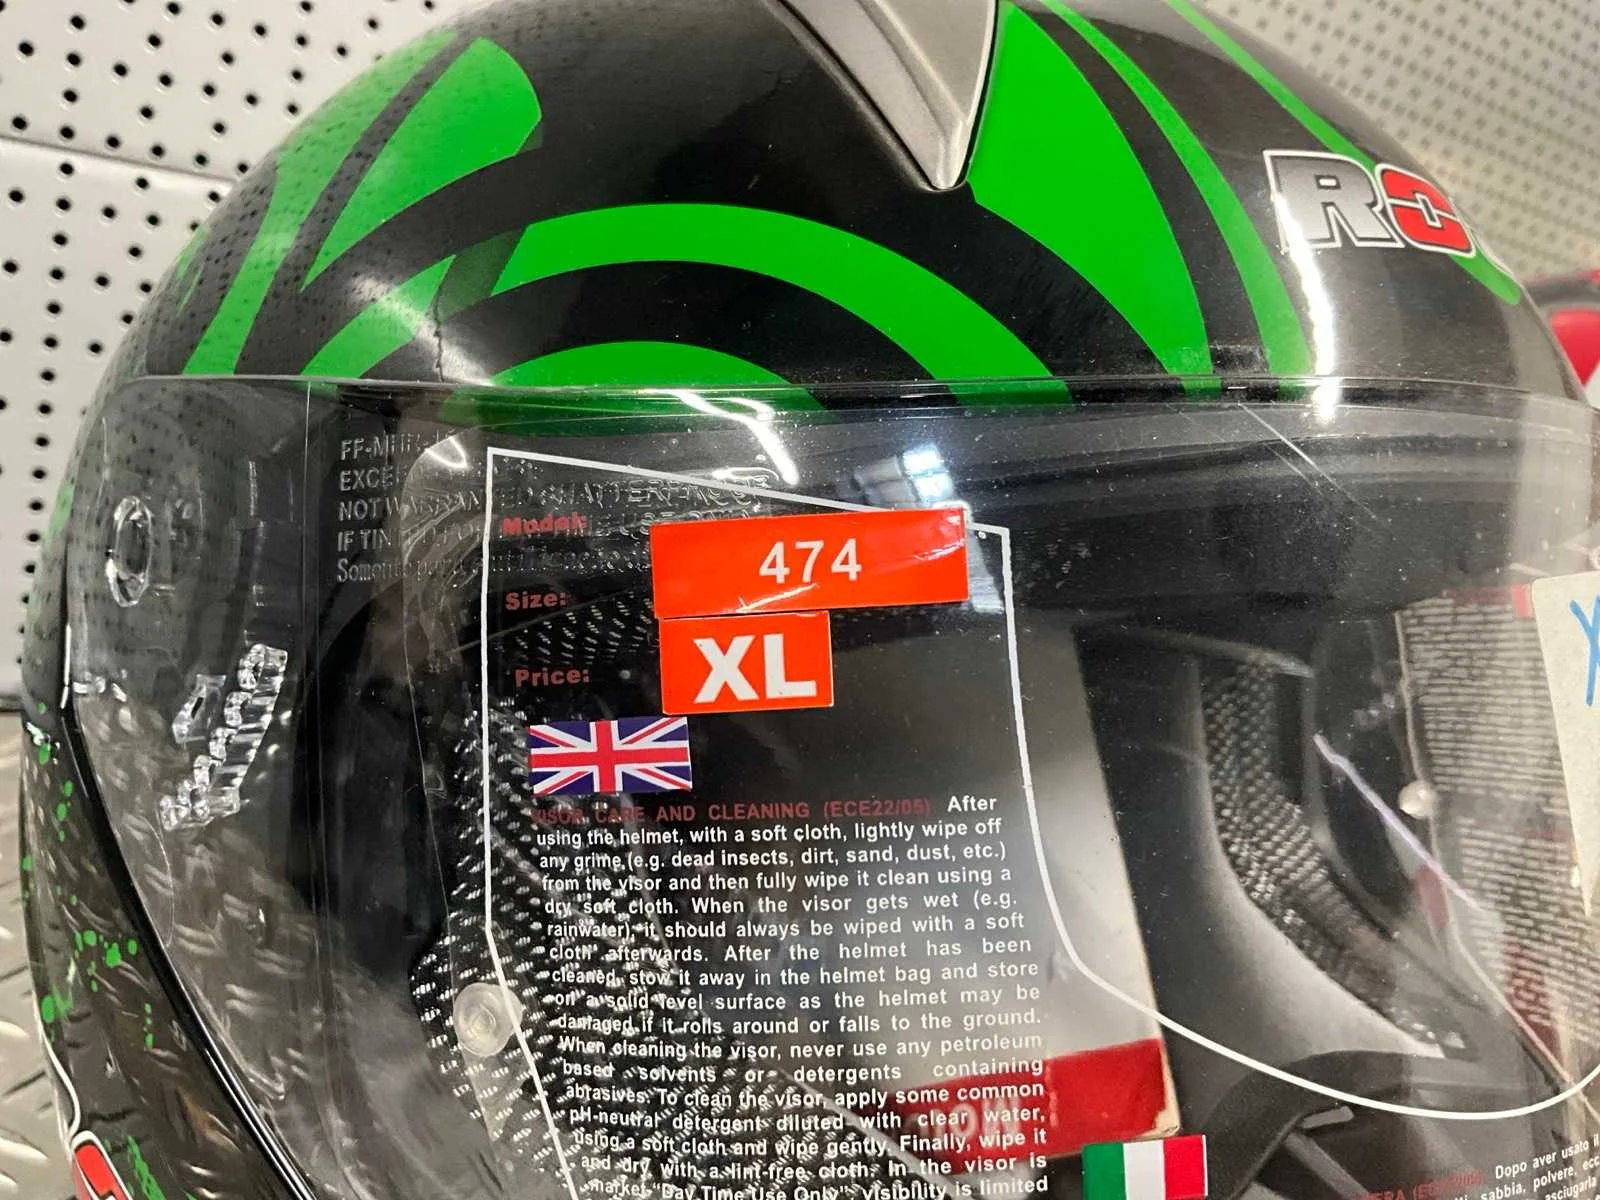 RO
FF-MHR-
EXCE
NOT WARRANTED SHATTERPROOF
IF TIN
Model: 474
Size: XL
Price:
VISOR CARE AND CLEANING (ECE22/05) After
using the helmet, with a soft cloth, lightly wipe off
any grime (e.g. dead insects, dirt, sand, dust, etc.)
from the visor and then fully wipe it clean using a
dry soft cloth. When the visor gets wet (e.g.
rainwater), it should always be wiped with a soft
cloth afterwards. After the helmet has been
cleaned, stow it away in the helmet bag and store
on a solid level surface as the helmet may be
damaged if it rolls around or falls to the ground.
When cleaning the visor, never use any petroleum
based solvents or detergents containing
abrasives. To clean the visor, apply some common
pH-neutral detergent diluted with clear water,
using a soft cloth and wipe gently. Finally, wipe it
and dry with a lint-free cloth. In the visor is
market "Day Time Use Only", visibility is limited
Dopo aver usato il
sabbia, polvere, ecc
asciugarla